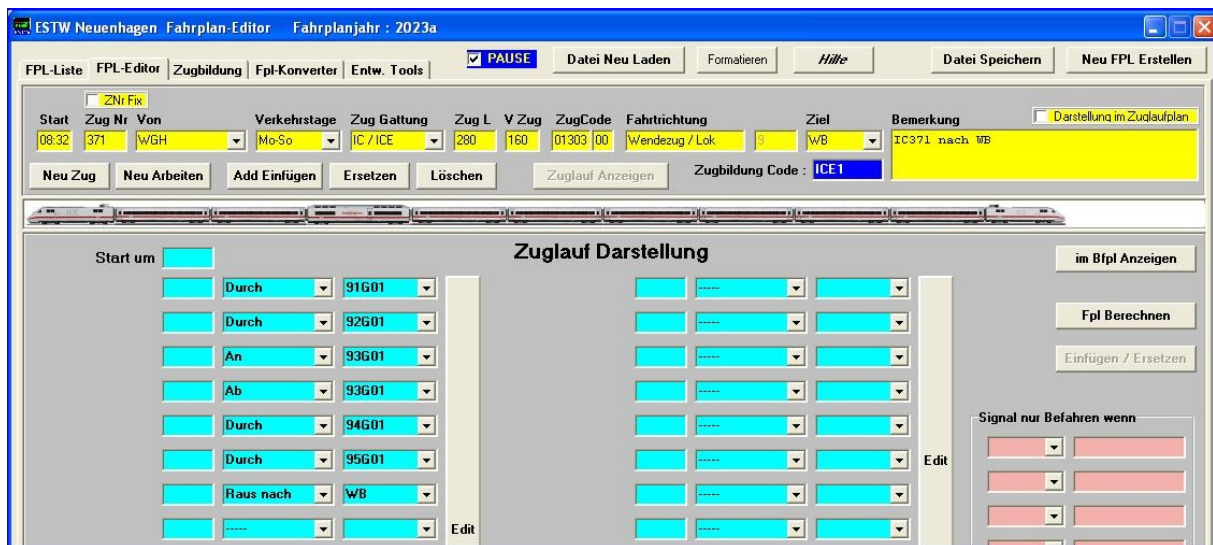 ESTW Neuenhagen Fahrplan-Editor Fahrplanjahr : 2023a
FPL-Liste FPL-Editor Zugbildung Fpl-Konverter Entw. Tools PAUSE Datei Neu Laden Formatieren Hilfe Datei Speichern Neu FPL Erstellen
ZNr Fix Darstellung im Zuglaufplan
Start Zug Nr Von Verkehrstage Zug Gattung Zug L V Zug ZugCode Fahrtrichtung Ziel Bemerkung
08:32 371 WGH Mo-So IC / ICE 280 160 01303 00 Wendezug / Lok 9 WB IC371 nach WB
Neu Zug Neu Arbeiten Add Einfügen Ersetzen Löschen Zuglauf Anzeigen Zugbildung Code : ICE1
Start um Zuglauf Darstellung im Bfpl Anzeigen
Durch 91G01 -----
Durch 92G01 ----- Fpl Berechnen
An 93G01 ----- Einfügen / Ersetzen
Ab 93G01 -----
Durch 94G01 ----- Signal nur Befahren wenn
Durch 95G01 ----- Edit
Raus nach WB -----
----- Edit -----